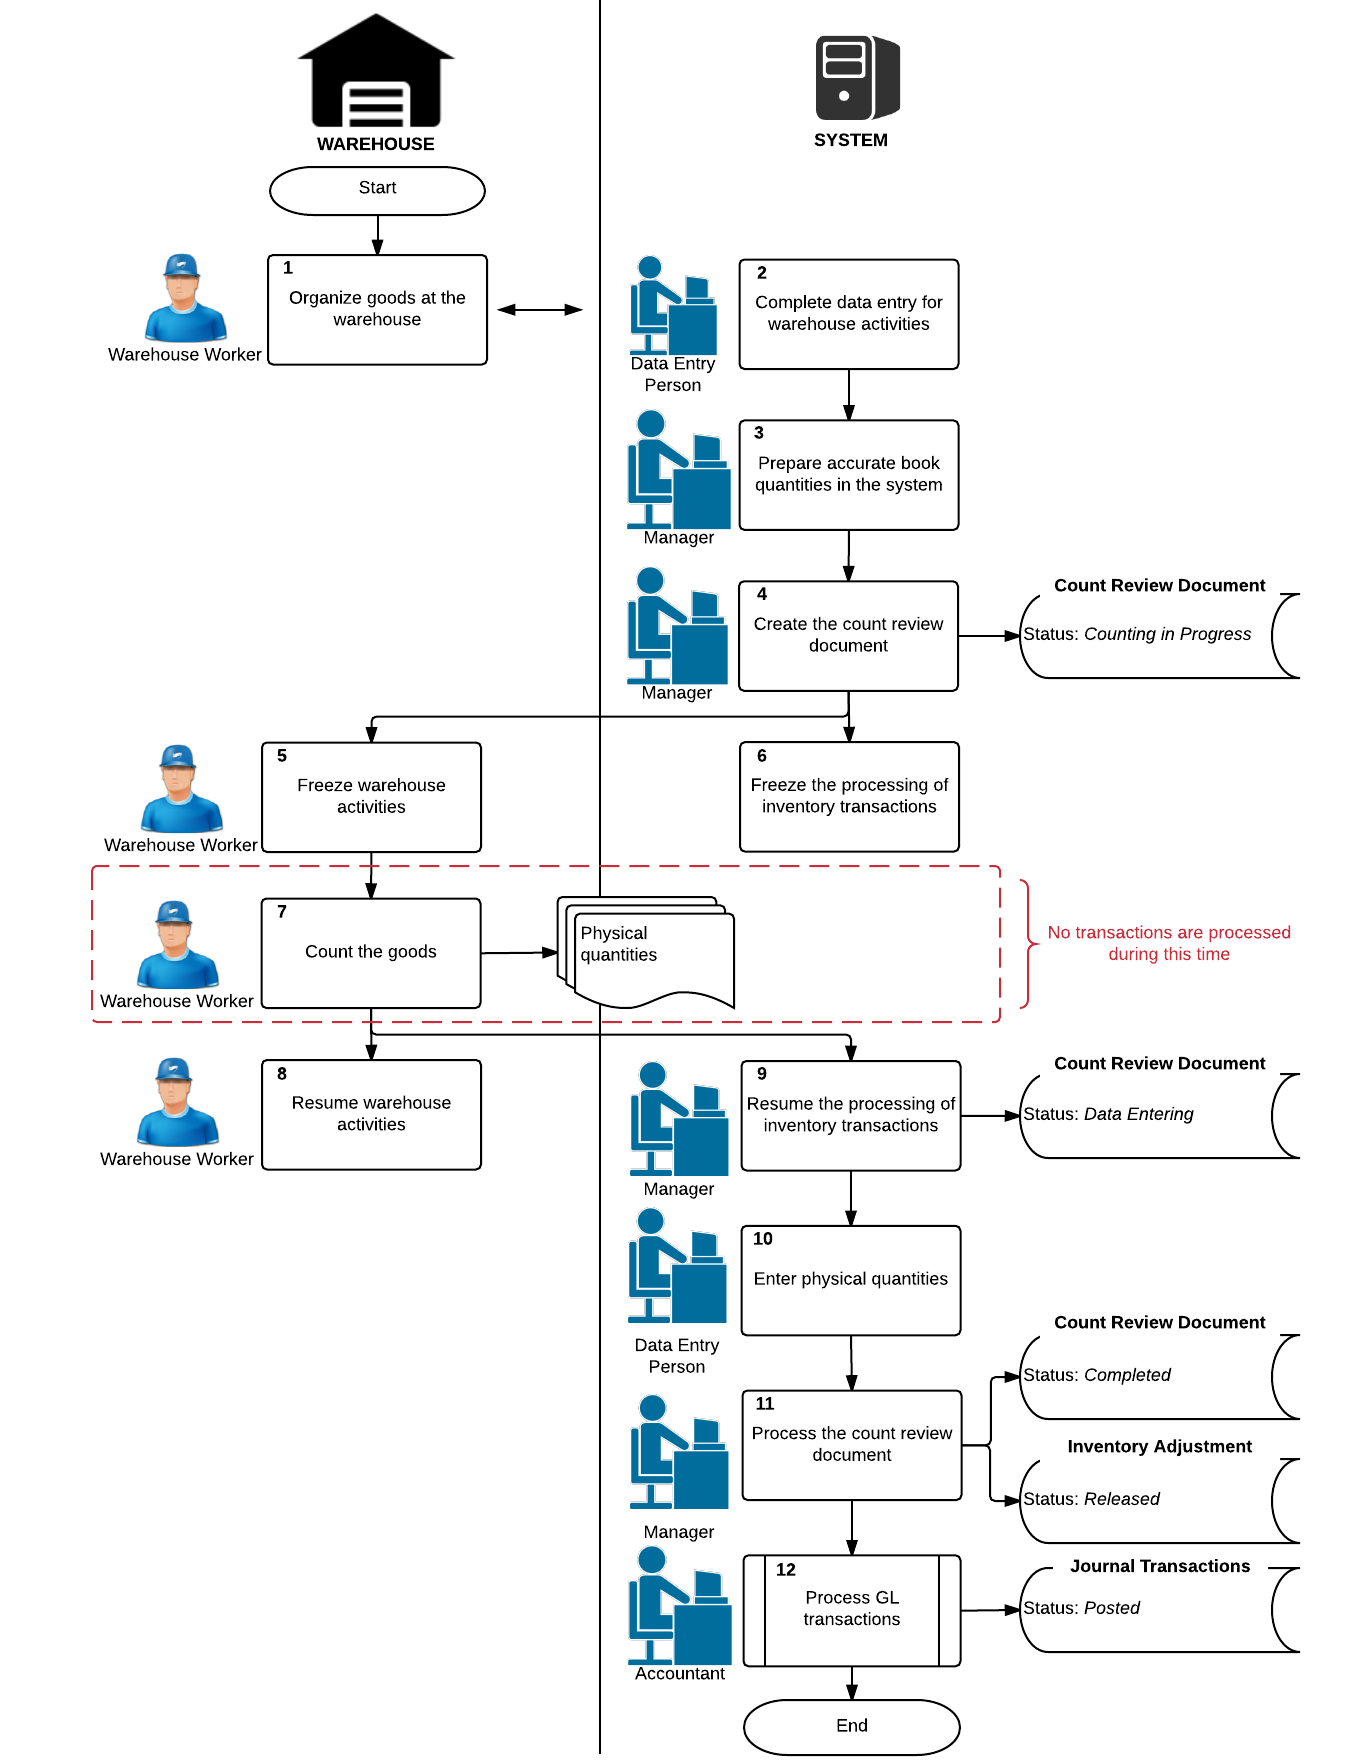 WAREHOUSE
SYSTEM
Start
1
Organize goods at the
warehouse
Warehouse Worker
2
Complete data entry for
warehouse activities
Data Entry
Person
3
Prepare accurate book
quantities in the system
Manager
4
Create the count review
document
Manager
Count Review Document
Status: Counting in Progress
5
Freeze warehouse
activities
Warehouse Worker
6
Freeze the processing of
inventory transactions
7
Count the goods
Warehouse Worker
Physical
quantities
No transactions are processed
during this time
8
Resume warehouse
activities
Warehouse Worker
9
Resume the processing of
inventory transactions
Manager
Count Review Document
Status: Data Entering
10
Enter physical quantities
Data Entry
Person
11
Process the count review
document
Manager
Count Review Document
Status: Completed
Inventory Adjustment
Status: Released
12
Process GL
transactions
Accountant
Journal Transactions
Status: Posted
End